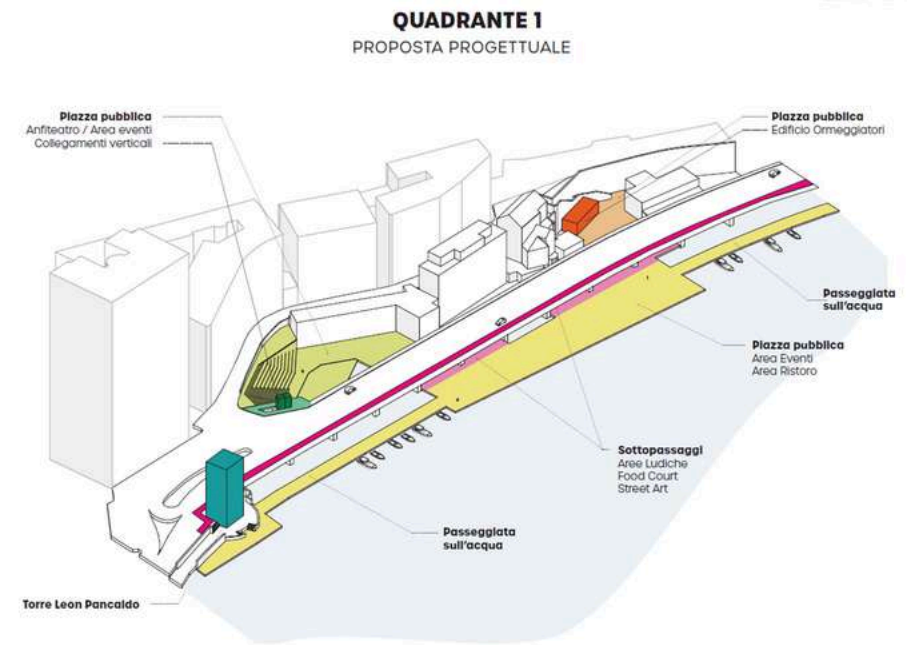 QUADRANTE 1
PROPOSTA PROGETTUALE
Piazza pubblica
Anfiteatro / Area eventi
Collegamenti verticali
Piazza pubblica
Edificio Ormeggiatori
Passeggiata
sull'acqua
Piazza pubblica
Area Eventi
Area Ristoro
Sottopassaggi
Aree Ludiche
Food Court
Street Art
Passeggiata
sull'acqua
Torre Leon Pancaldo